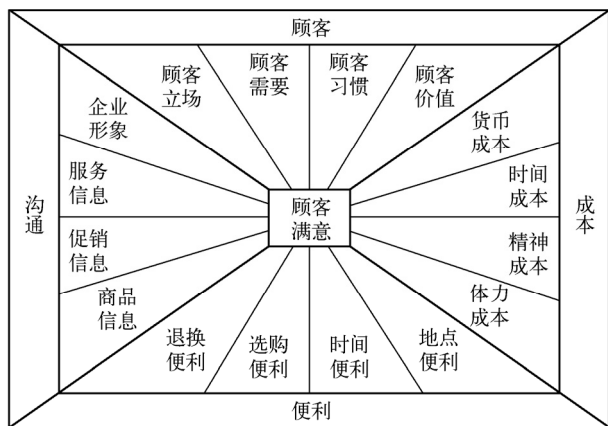 顾客
顾客
立场
顾客
需要
顾客
习惯
顾客
价值
企业
形象
服务
信息
促销
信息
商品
信息
沟通
顾客
满意
货币
成本
时间
成本
精神
成本
体力
成本
成本
退换
便利
选购
便利
时间
便利
地点
便利
便利